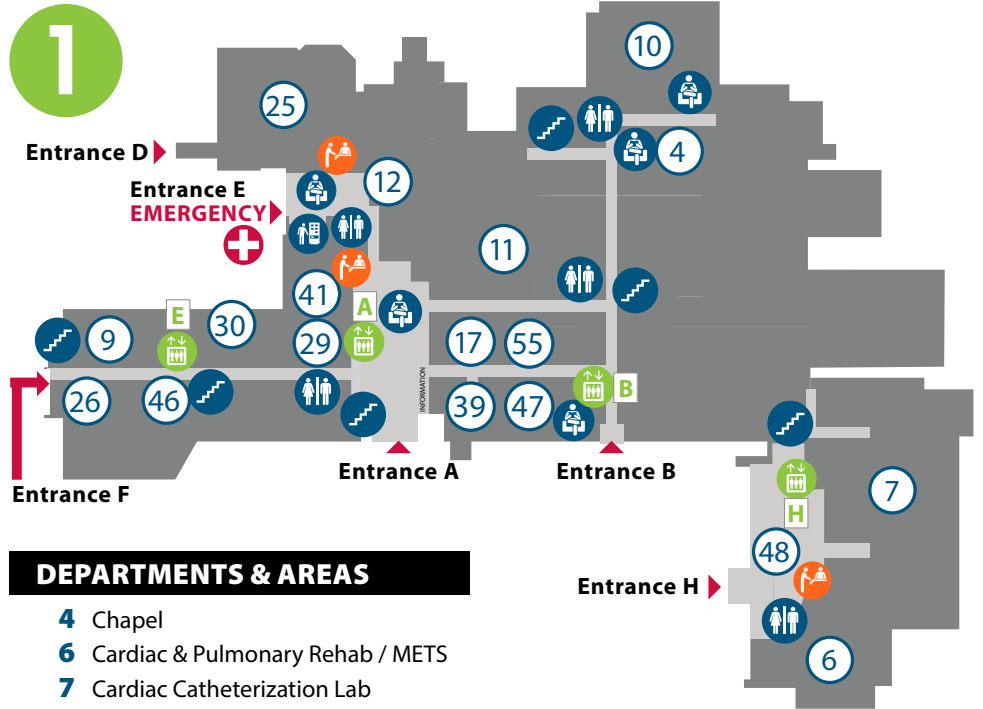 1
10
25
4
Entrance D
12
Entrance E
EMERGENCY
11
41
A
E
30
9
29
17
55
26
46
INFORMATION
39
47
B
Entrance A
Entrance B
Entrance F
7
H
48
Entrance H
6
DEPARTMENTS & AREAS
4 Chapel
6 Cardiac & Pulmonary Rehab / METS
7 Cardiac Catheterization Lab